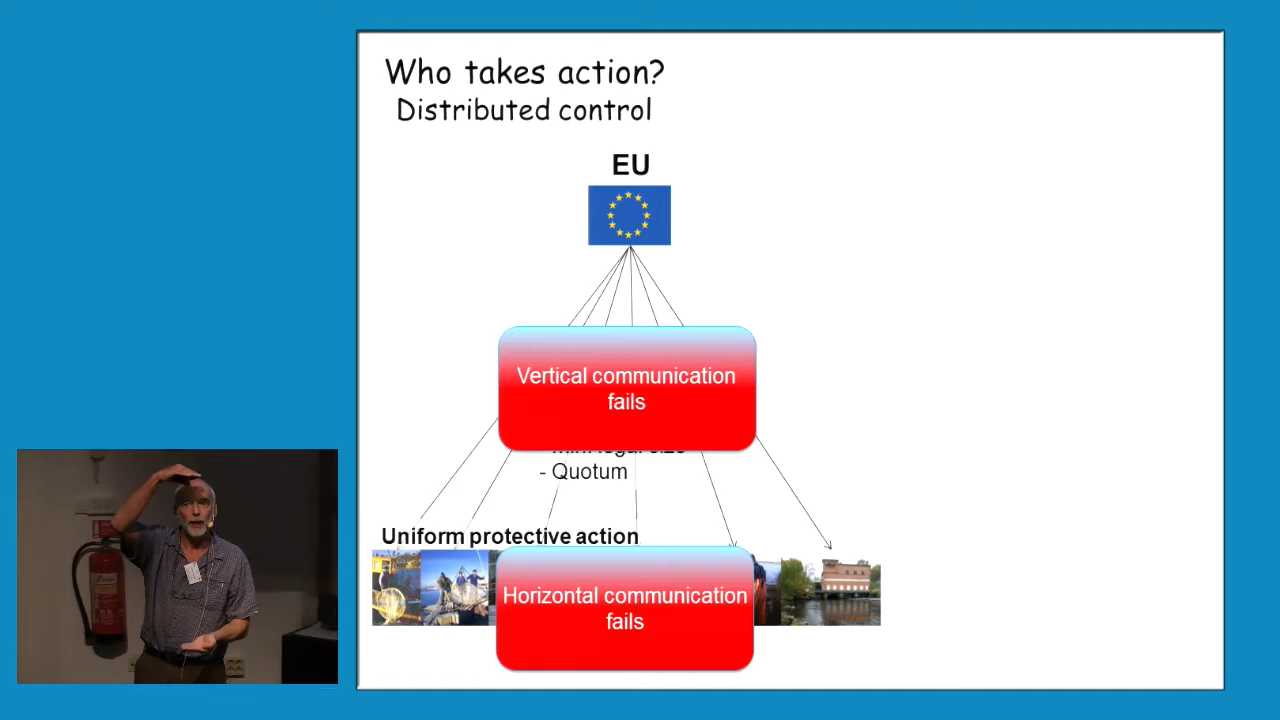 Who takes action?
Distributed control
EU
Vertical communication
fails
- Quotum
Uniform protective action
Horizontal communication
fails